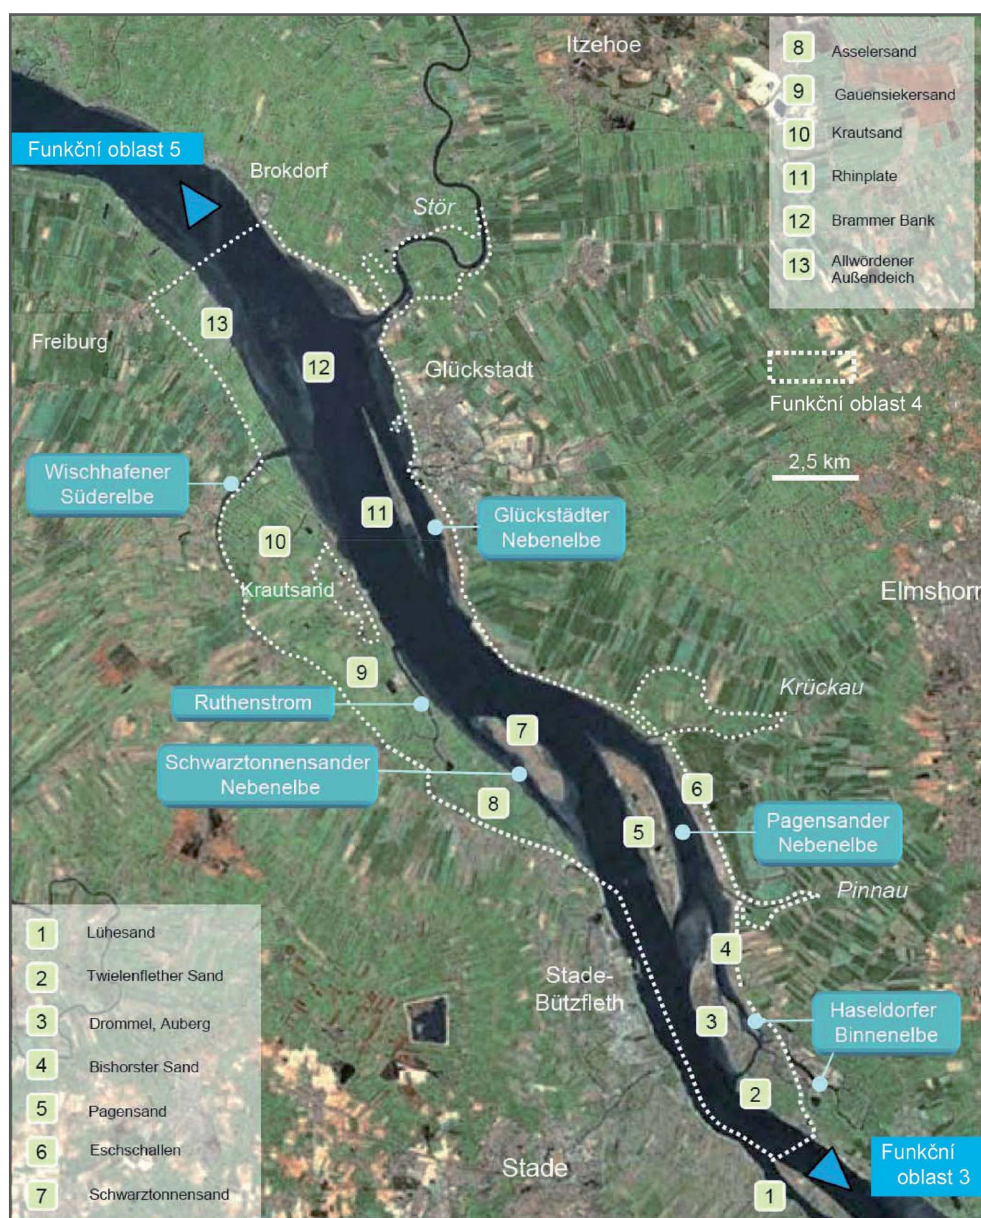 Itzehoe
8 Asselersand
9 Gauensiekersand
10 Krautsand
11 Rhinplate
12 Brammer Bank
13 Allwördener
Außendeich
Funkční oblast 5
Brokdorf
Stör
13
Freiburg
12
Glückstadt
Funkční oblast 4
2,5 km
Wischhafener
Süderelbe
11
Glückstädter
Nebenelbe
10
Krautsand
Elmshorn
9
Krückau
Ruthenstrom
7
Schwarztonnensander
Nebenelbe
8
6
5
Pagensander
Nebenelbe
Pinnau
4
Stade-
Bützfleth
3
Haseldorfer
Binnenelbe
2
1 Lühesand
2 Twielenflether Sand
3 Drommel, Auberg
4 Bishorster Sand
5 Pagensand
6 Eschschallen
7 Schwarztonnensand
Stade
1
Funkční
oblast 3